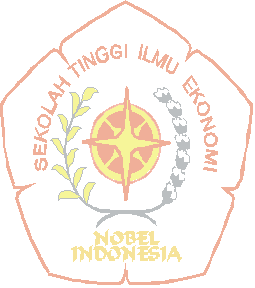 SEKOLAH TINGGI ILMU EKONOMI
NOBEL
INDONESIA